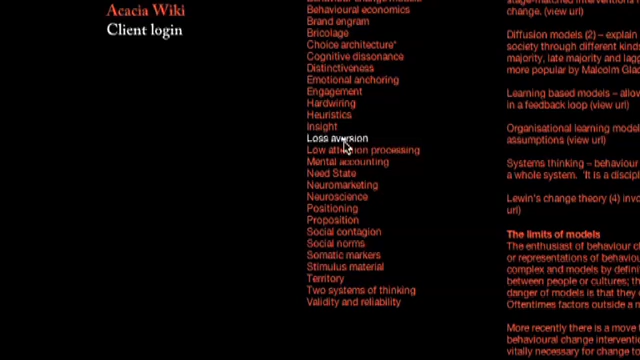 Acacia Wiki
Client login
Behavioural economics
Brand engram
Bricolage
Choice architecture*
Cognitive dissonance
Distinctiveness
Emotional anchoring
Engagement
Hardwiring
Heuristics
Insight
Loss aversion
Low attention processing
Mental accounting
Need State
Neuromarketing
Neuroscience
Positioning
Proposition
Social contagion
Social norms
Somatic markers
Stimulus material
Territory
Two systems of thinking
Validity and reliability
change. (view url)
Diffusion models (2) – explain
society through different kind
majority, late majority and lagg
more popular by Malcolm Gla
Learning based models – allow
in a feedback loop (view url)
Organisational learning model
assumptions (view url)
Systems thinking – behaviour
a whole system. 'It is a discipl
Lewin's change theory (4) invo
url)
The limits of models
The enthusiast of behaviour c
or representations of behaviou
complex and models by defini
between people or cultures; th
danger of models is that they
Oftentimes factors outside a m
More recently there is a move
behavioural change interventi
vitally necessary for change to